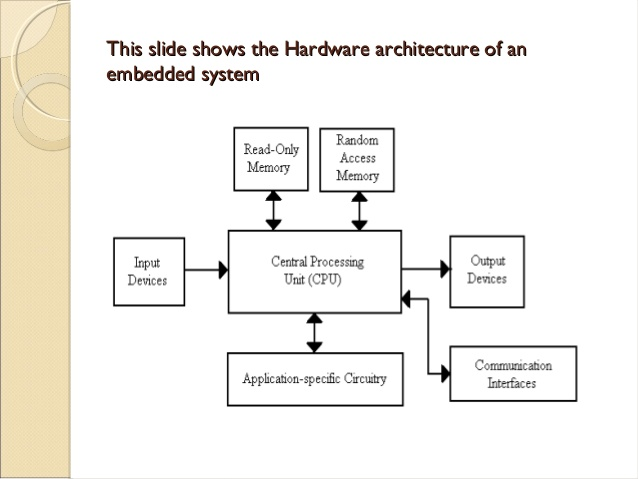 This slide shows the Hardware architecture of an
embedded system
Read-Only
Memory
Random
Access
Memory
Input
Devices
Central Processing
Unit (CPU)
Output
Devices
Application-specific Circuitry
Communication
Interfaces